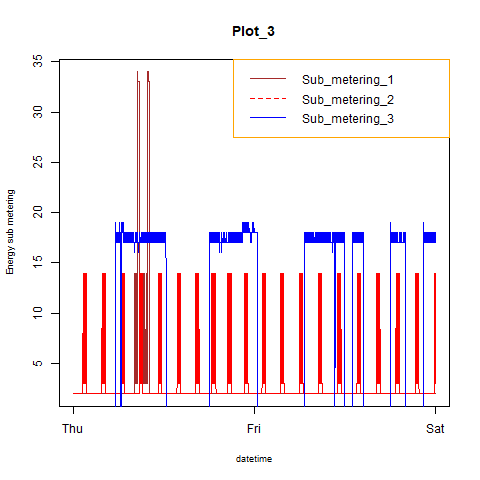 Plot_3
Sub_metering_1
Sub_metering_2
Sub_metering_3
Energy sub metering
35
30
25
20
15
10
5
Thu Fri Sat
datetime